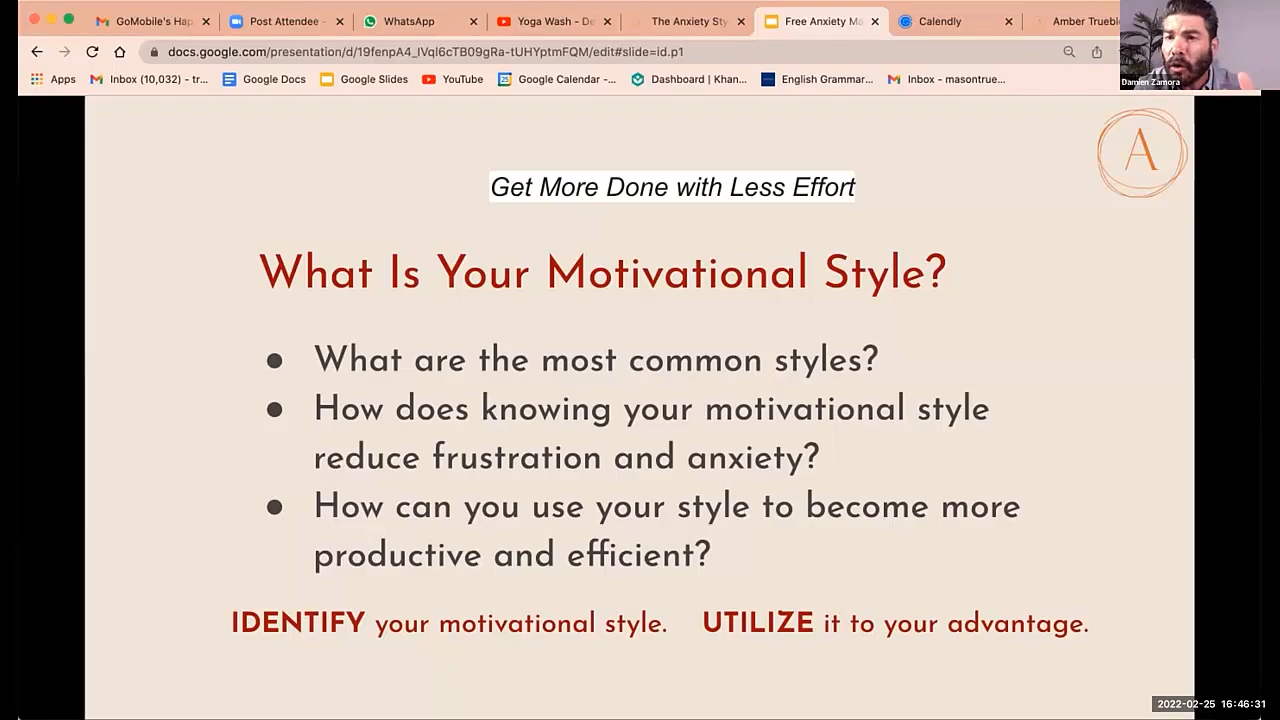 GoMobile's Hap
Post Attendee -
WhatsApp
Yoga Wash - De
The Anxiety Sty
Free Anxiety Ma
Calendly
Amber Truebl
docs.google.com/presentation/d/19fenpA4_IVqI6cTB09gRa-tUHYptmFQM/edit#slide=id.p1
Apps
Inbox (10,032) - tr...
Google Docs
Google Slides
YouTube
Google Calendar -...
Dashboard | Khan...
English Grammar...
Inbox - masontrue...
Damien Zamora
A
Get More Done with Less Effort
What Is Your Motivational Style?
● What are the most common styles?
● How does knowing your motivational style
reduce frustration and anxiety?
● How can you use your style to become more
productive and efficient?
IDENTIFY your motivational style. UTILIZE it to your advantage.
2022-02-25 16:46:31